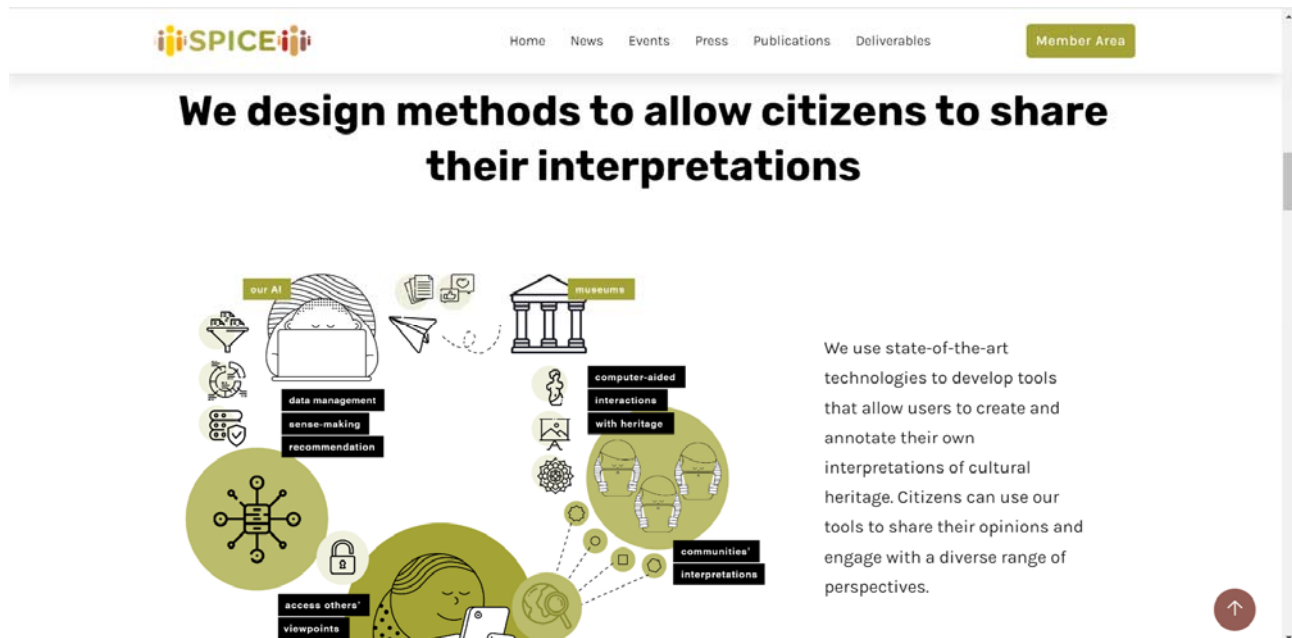 SPICE
Home News Events Press Publications Deliverables Member Area
We design methods to allow citizens to share
their interpretations
our AI
museums
data management
sense-making
recommendation
computer-aided
interactions
with heritage
communities'
interpretations
access others'
viewpoints
We use state-of-the-art
technologies to develop tools
that allow users to create and
annotate their own
interpretations of cultural
heritage. Citizens can use our
tools to share their opinions and
engage with a diverse range of
perspectives.